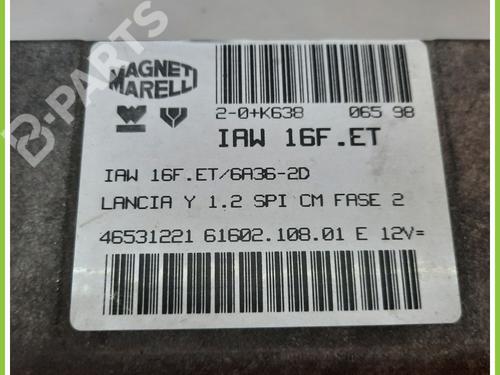 MAGNETI
MARELLI
2-0+K638 065 98
IAW 16F.ET
IAW 16F.ET/6A36-2D
LANCIA Y 1.2 SPI CM FASE 2
46531221 61602.108.01 E 12V=
B-PARTS